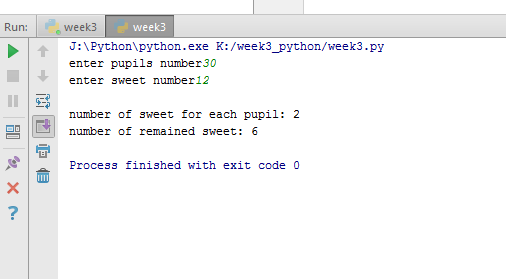 Run: week3 week3
J:\Python\python.exe K:/week3_python/week3.py
enter pupils number30
enter sweet number12
number of sweet for each pupil: 2
number of remained sweet: 6
Process finished with exit code 0